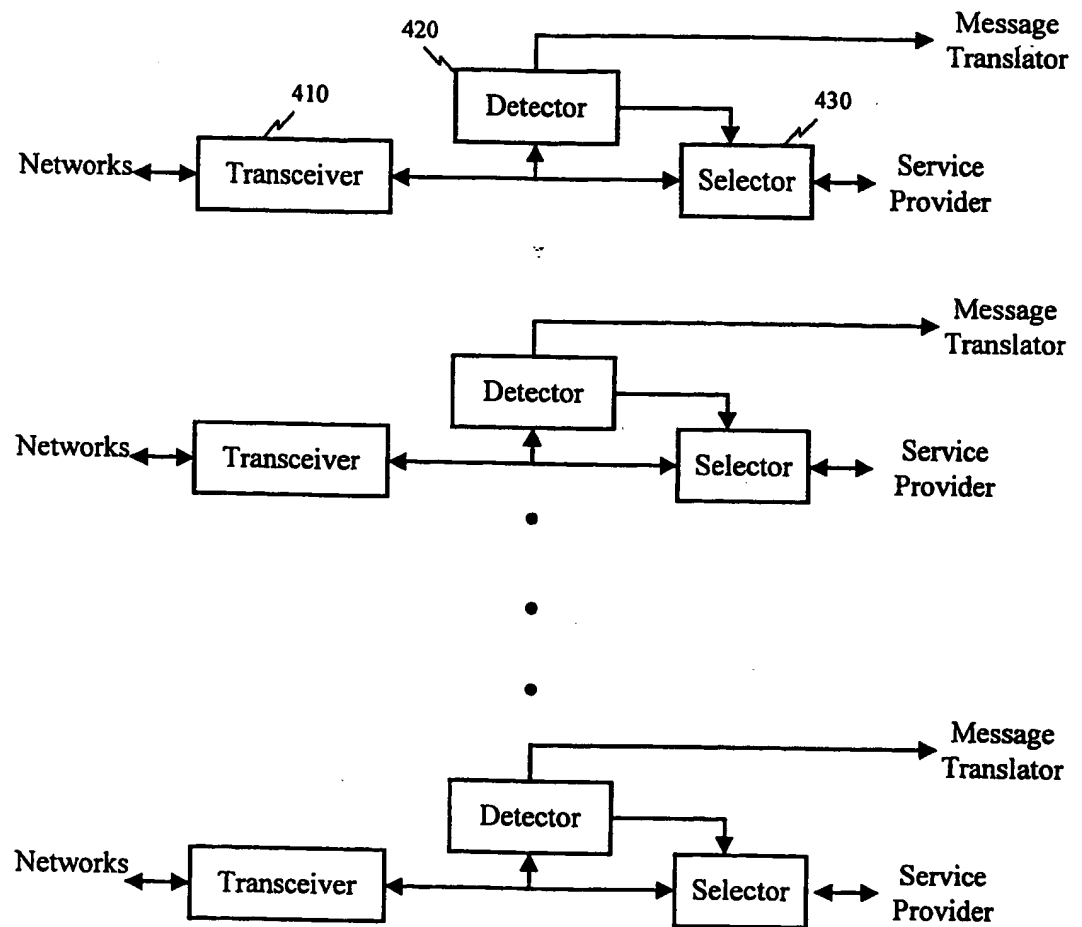 420
Message
Translator
Detector
410
430
Networks
Transceiver
Selector
Service
Provider
Message
Translator
Detector
Networks
Transceiver
Selector
Service
Provider
Message
Translator
Detector
Networks
Transceiver
Selector
Service
Provider